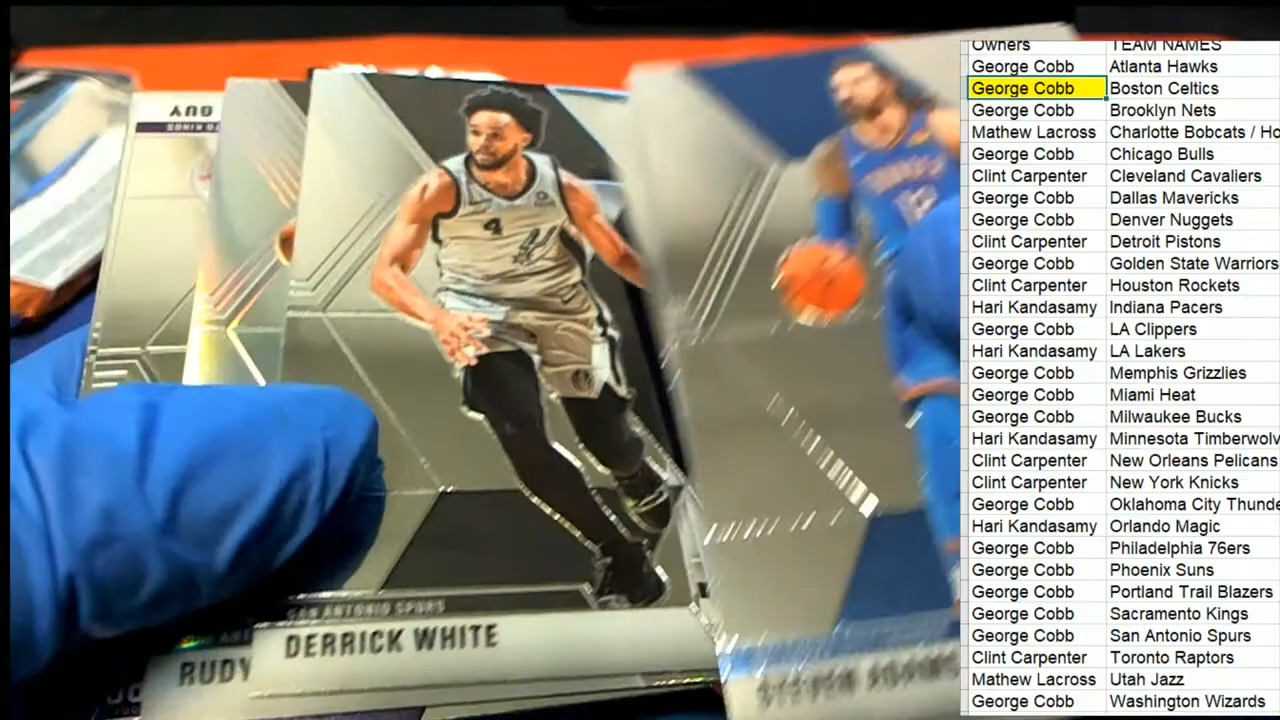 GUY
4
SAN ANTONIO SPURS
DERRICK WHITE
RUDY
STEVEN ADAMS
Owners TEAM NAMES
George Cobb Atlanta Hawks
George Cobb Boston Celtics
George Cobb Brooklyn Nets
Mathew Lacross Charlotte Bobcats / Ho
George Cobb Chicago Bulls
Clint Carpenter Cleveland Cavaliers
George Cobb Dallas Mavericks
George Cobb Denver Nuggets
Clint Carpenter Detroit Pistons
George Cobb Golden State Warriors
Clint Carpenter Houston Rockets
Hari Kandasamy Indiana Pacers
George Cobb LA Clippers
Hari Kandasamy LA Lakers
George Cobb Memphis Grizzlies
George Cobb Miami Heat
George Cobb Milwaukee Bucks
Hari Kandasamy Minnesota Timberwolv
Clint Carpenter New Orleans Pelicans
Clint Carpenter New York Knicks
George Cobb Oklahoma City Thunde
Hari Kandasamy Orlando Magic
George Cobb Philadelphia 76ers
George Cobb Phoenix Suns
George Cobb Portland Trail Blazers
George Cobb Sacramento Kings
George Cobb San Antonio Spurs
Clint Carpenter Toronto Raptors
Mathew Lacross Utah Jazz
George Cobb Washington Wizards